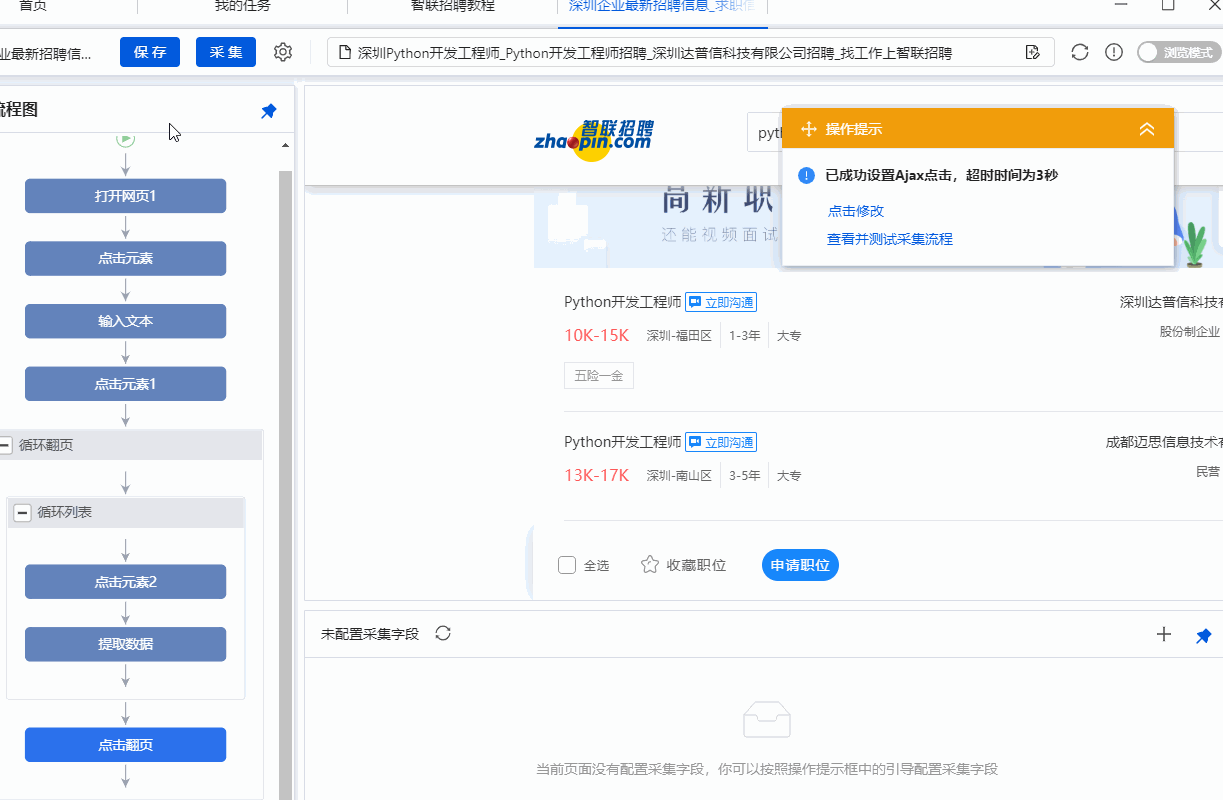 首页
我的任务
智联招聘教程
深圳企业最新招聘信息_求职信
业最新招聘信...
保 存
采 集
深圳Python开发工程师_Python开发工程师招聘_深圳达普信科技有限公司招聘_找工作上智联招聘
浏览模式
流程图
打开网页1
点击元素
输入文本
点击元素1
循环翻页
循环列表
点击元素2
提取数据
点击翻页
智联招聘
zhaopin.com
pyth
操作提示
已成功设置Ajax点击，超时时间为3秒
点击修改
查看并测试采集流程
高 新 职
还能视频面试
Python开发工程师 立即沟通
深圳达普信科技有
10K-15K 深圳-福田区 1-3年 大专
股份制企业
五险一金
Python开发工程师 立即沟通
成都迈思信息技术有
13K-17K 深圳-南山区 3-5年 大专
民营
全选
收藏职位
申请职位
未配置采集字段
当前页面没有配置采集字段，你可以按照操作提示框中的引导配置采集字段